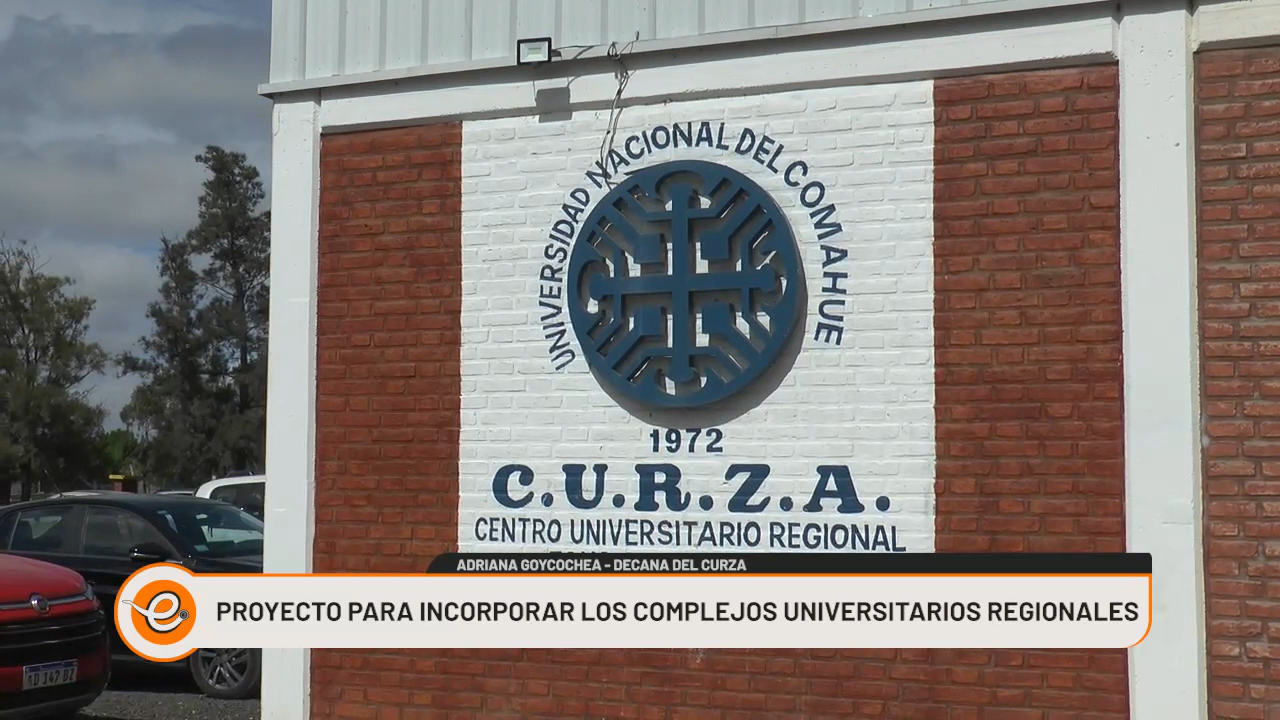 UNIVERSIDAD NACIONAL DEL COMAHUE
1972
C.U.R.Z.A.
CENTRO UNIVERSITARIO REGIONAL
ADRIANA GOYCOCHEA - DECANA DEL CURZA
PROYECTO PARA INCORPORAR LOS COMPLEJOS UNIVERSITARIOS REGIONALES